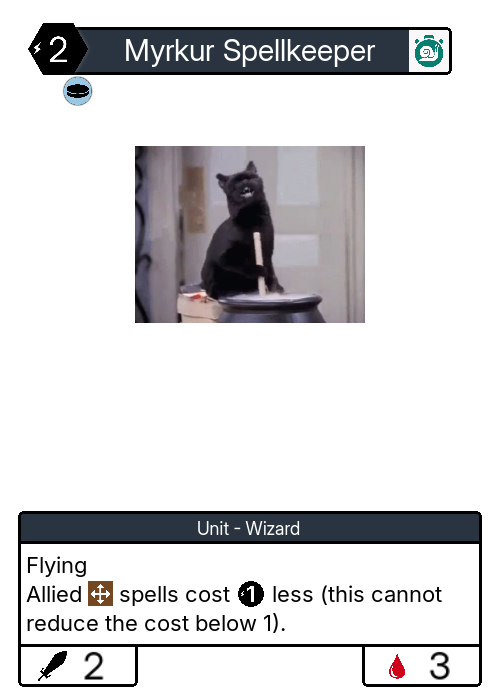 2 Myrkur Spellkeeper
Unit - Wizard
Flying
Allied spells cost 1 less (this cannot
reduce the cost below 1).
2 3